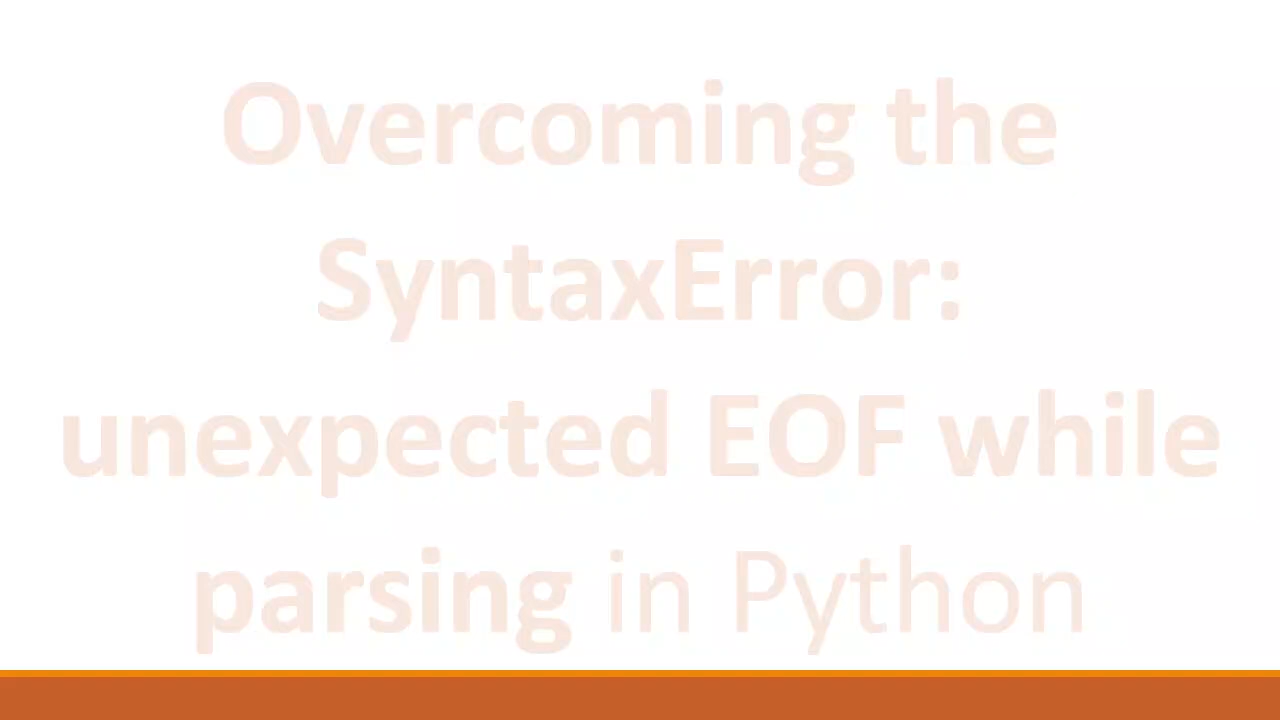 Overcoming the
SyntaxError:
unexpected EOF while
parsing in Python